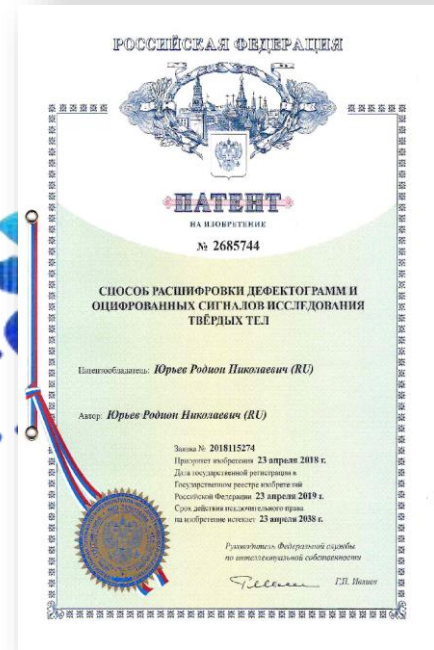 РОССИЙСКАЯ ФЕДЕРАЦИЯ
ПАТЕНТ
НА ИЗОБРЕТЕНИЕ
№ 2685744
СПОСОБ РАСШИФРОВКИ ДЕФЕКТОГРАММ И
ОЦИФРОВАННЫХ СИГНАЛОВ ИССЛЕДОВАНИЯ
ТВЁРДЫХ ТЕЛ
Патентообладатель: Юрьев Родион Николаевич (RU)
Автор: Юрьев Родион Николаевич (RU)
Заявка № 2018115274
Приоритет изобретения 23 апреля 2018 г.
Дата государственной регистрации в
Государственном реестре изобретений
Российской Федерации 23 апреля 2019 г.
Срок действия исключительного права
на изобретение истекает 23 апреля 2038 г.
Руководитель Федеральной службы
по интеллектуальной собственности
Г.П. Ивлиев